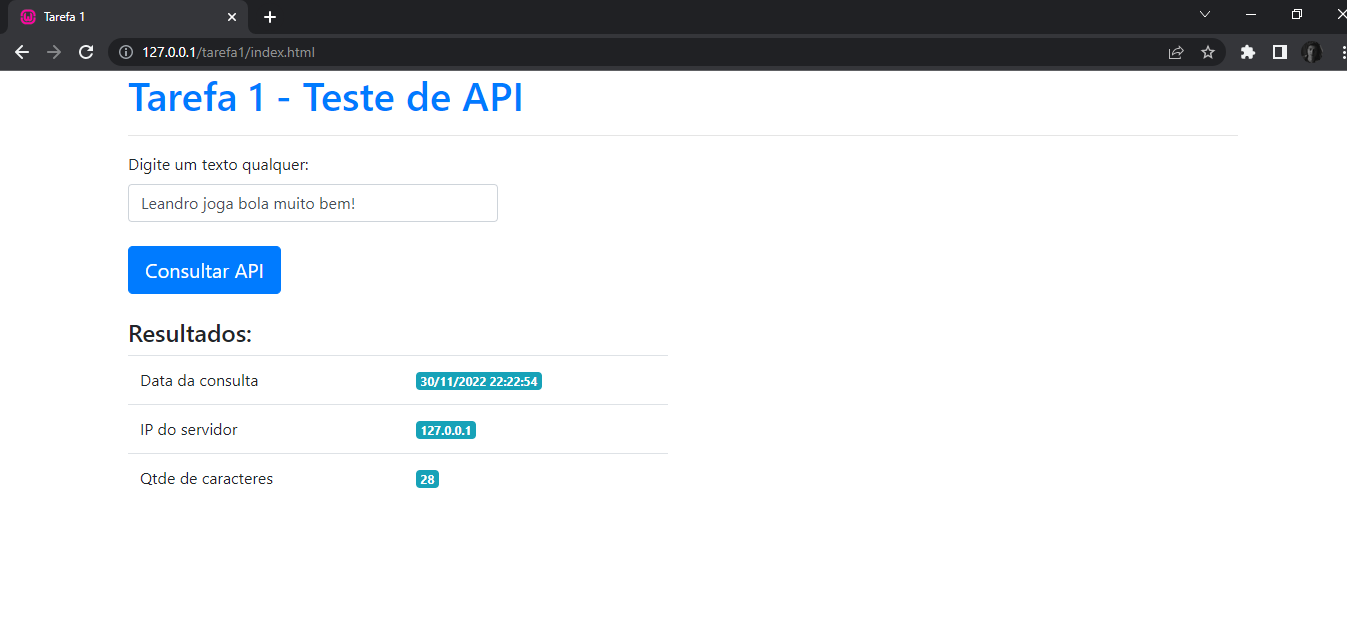 Tarefa 1
127.0.0.1/tarefa1/index.html
Tarefa 1 - Teste de API
Digite um texto qualquer:
Leandro joga bola muito bem!
Consultar API
Resultados:
Data da consulta 30/11/2022 22:22:54
IP do servidor 127.0.0.1
Qtde de caracteres 28